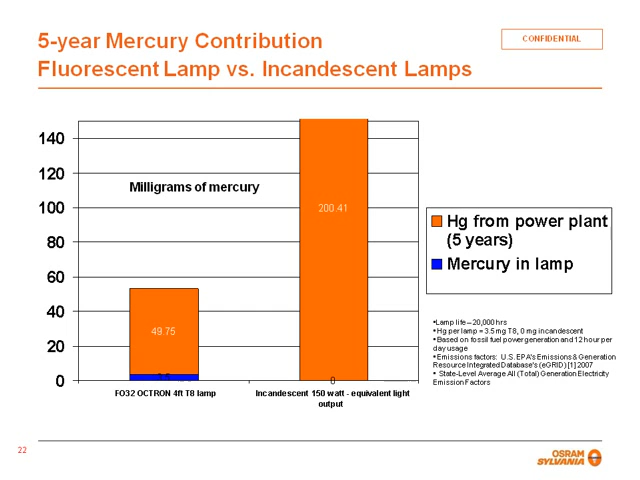 5-year Mercury Contribution
Fluorescent Lamp vs. Incandescent Lamps
CONFIDENTIAL
140
120
100
80
60
40
20
0
Milligrams of mercury
200.41
49.75
3.5
0
FO32 OCTRON 4ft T8 lamp
Incandescent 150 watt - equivalent light
output
Hg from power plant
(5 years)
Mercury in lamp
•Lamp life – 20,000 hrs
• Hg per lamp = 3.5 mg T8, 0 mg incandescent
• Based on fossil fuel power generation and 12 hour per
day usage
• Emissions factors: U.S. EPA's Emissions & Generation
Resource Integrated Database's (eGRID) [1] 2007
• State-Level Average All (Total) Generation Electricity
Emission Factors
22
OSRAM
SYLVANIA